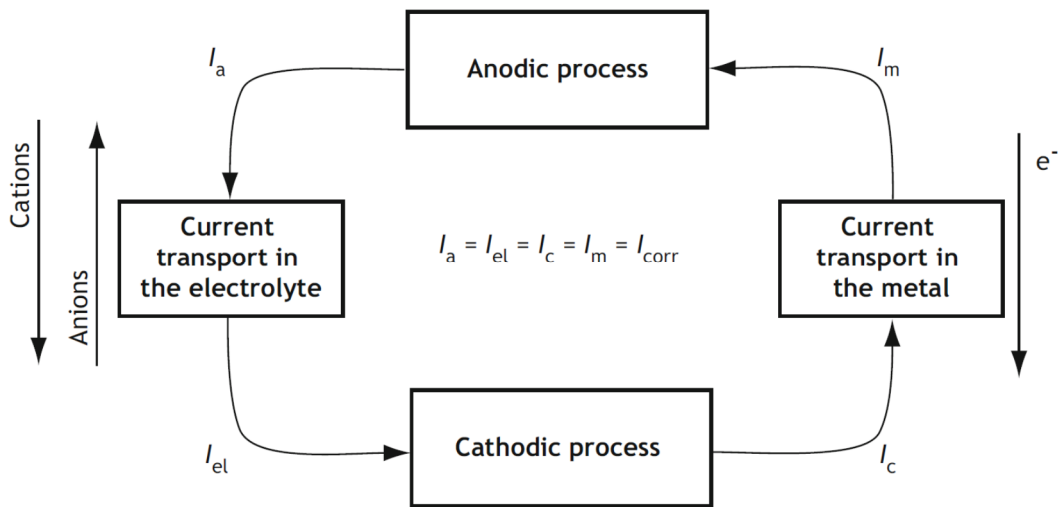 Ia
Anodic process
Im
Cations
Anions
e-
Current
transport in
the electrolyte
Ia = Iel = Ic = Im = Icorr
Current
transport in
the metal
Iel
Cathodic process
Ic